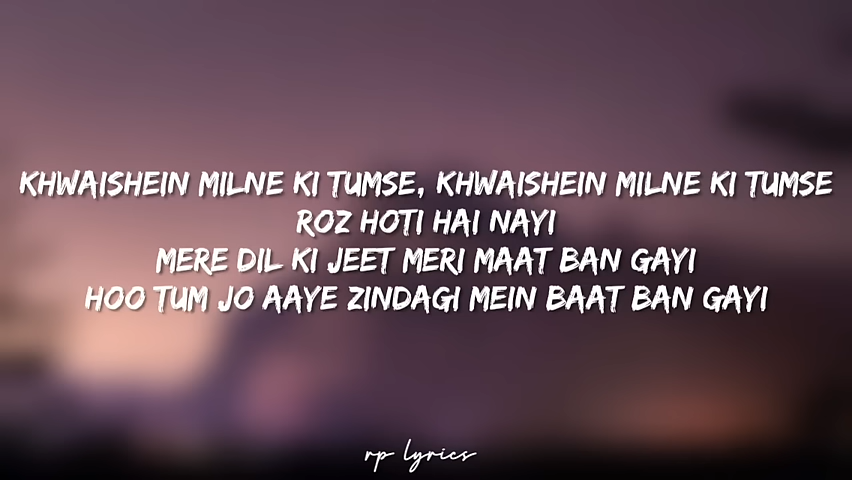 KHWAISHEIN MILNE KI TUMSE, KHWAISHEIN MILNE KI TUMSE
ROZ HOTI HAI NAYI
MERE DIL KI JEET MERI MAAT BAN GAYI
HOO TUM JO AAYE ZINDAGI MEIN BAAT BAN GAYI
rp lyrics